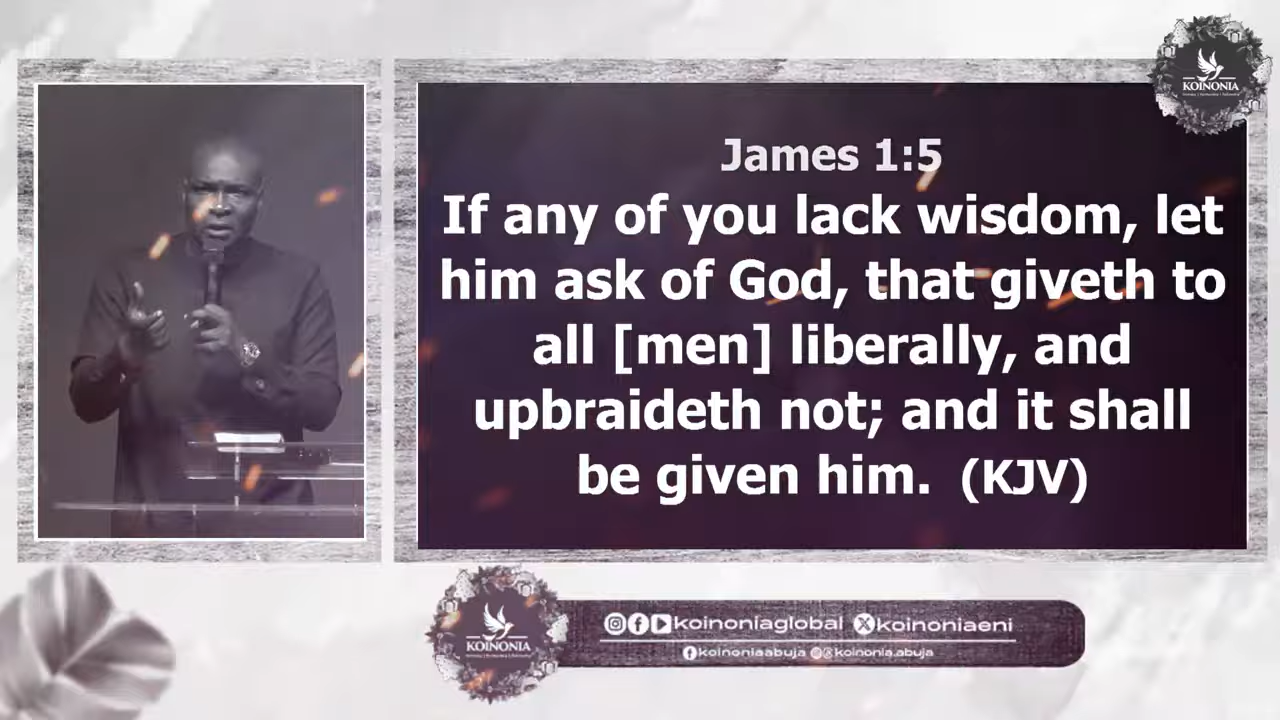 KOINONIA
James 1:5
If any of you lack wisdom, let
him ask of God, that giveth to
all [men] liberally, and
upbraideth not; and it shall
be given him. (KJV)
KOINONIA
koinoniaglobal koinoniaeni
koinoniaabuja koinonia.abuja